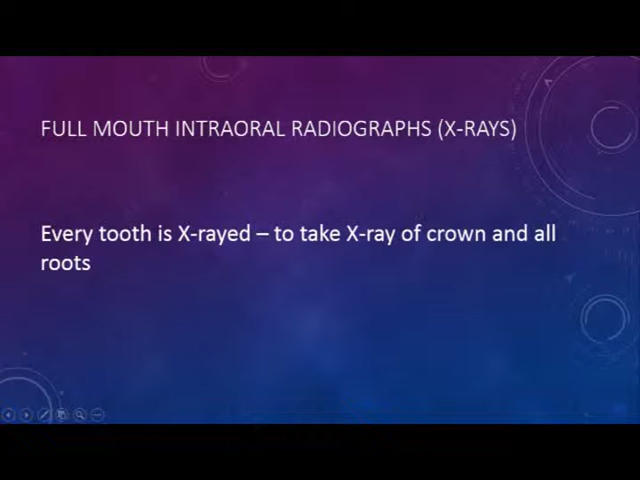 FULL MOUTH INTRAORAL RADIOGRAPHS (X-RAYS)
Every tooth is X-rayed – to take X-ray of crown and all
roots